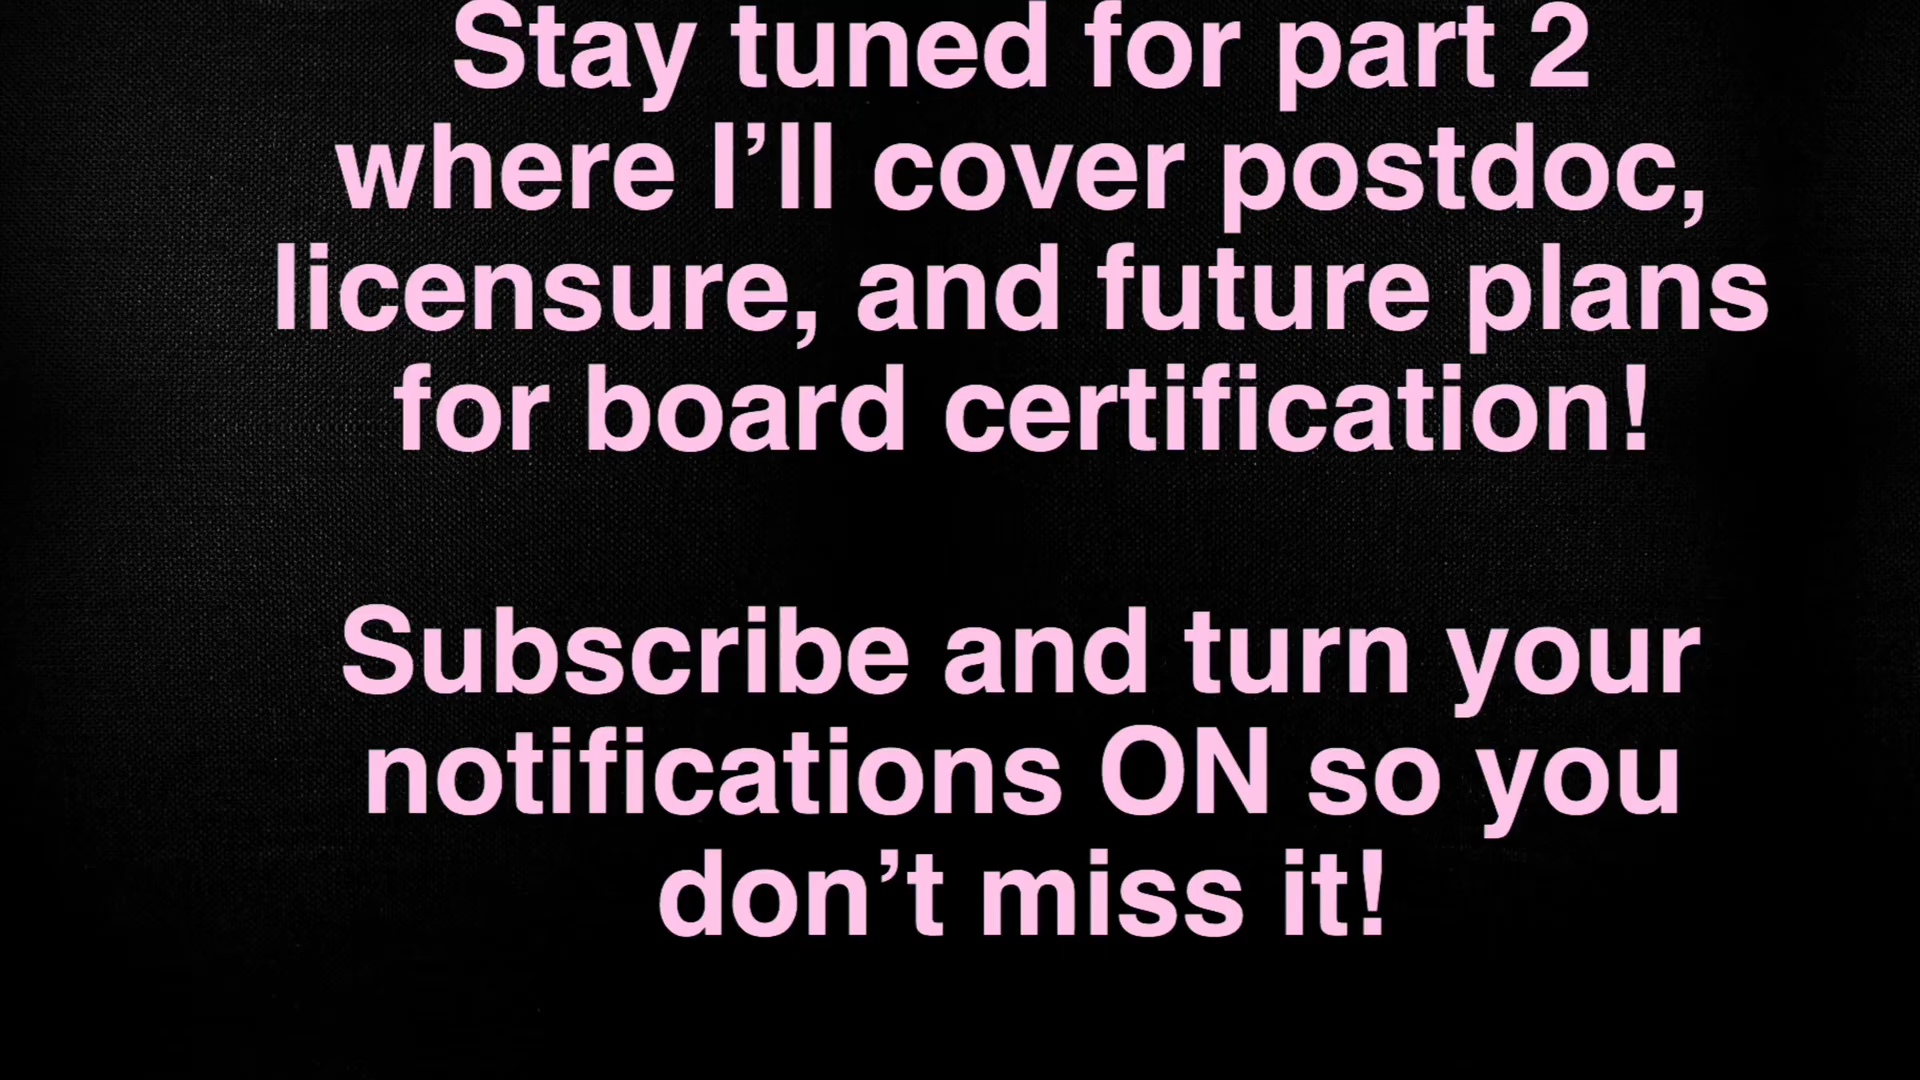 Stay tuned for part 2
where I’ll cover postdoc,
licensure, and future plans
for board certification!
Subscribe and turn your
notifications ON so you
don’t miss it!